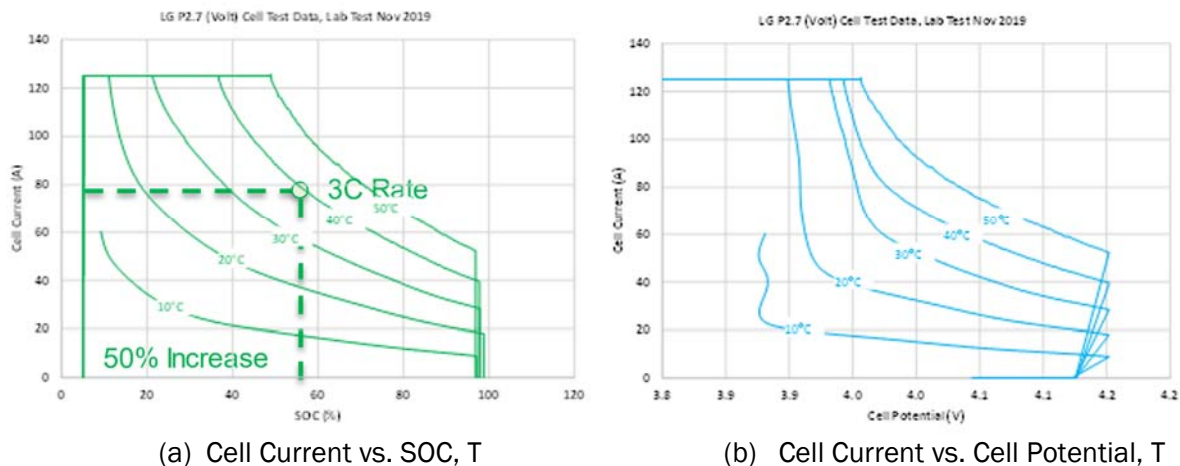 LG P2.7 (Volt) Cell Test Data, Lab Test Nov 2019
140
120
100
80
60
40
20
0
Cell Current (A)
3C Rate
50°C
40°C
30°C
20°C
10°C
50% Increase
0 20 40 60 80 100 120
SOC (%)
(a) Cell Current vs. SOC, T
LG P2.7 (Volt) Cell Test Data, Lab Test Nov 2019
140
120
100
80
60
40
20
0
Cell Current (A)
50°C
40°C
30°C
20°C
10°C
3.8 3.9 3.9 4.0 4.0 4.1 4.1 4.2 4.2
Cell Potential (V)
(b) Cell Current vs. Cell Potential, T